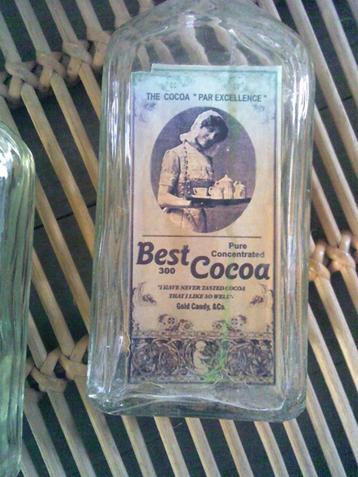 THE COCOA "PAR EXCELLENCE"
Best
Pure
Concentrated
300
Cocoa
"I HAVE NEVER TASTED COCOA
THAT I LIKE SO WELL".
Gold Candy, &Co.